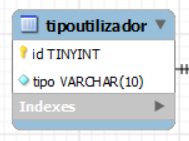 tipoutilizador
id TINYINT
tipo VARCHAR(10)
Indexes